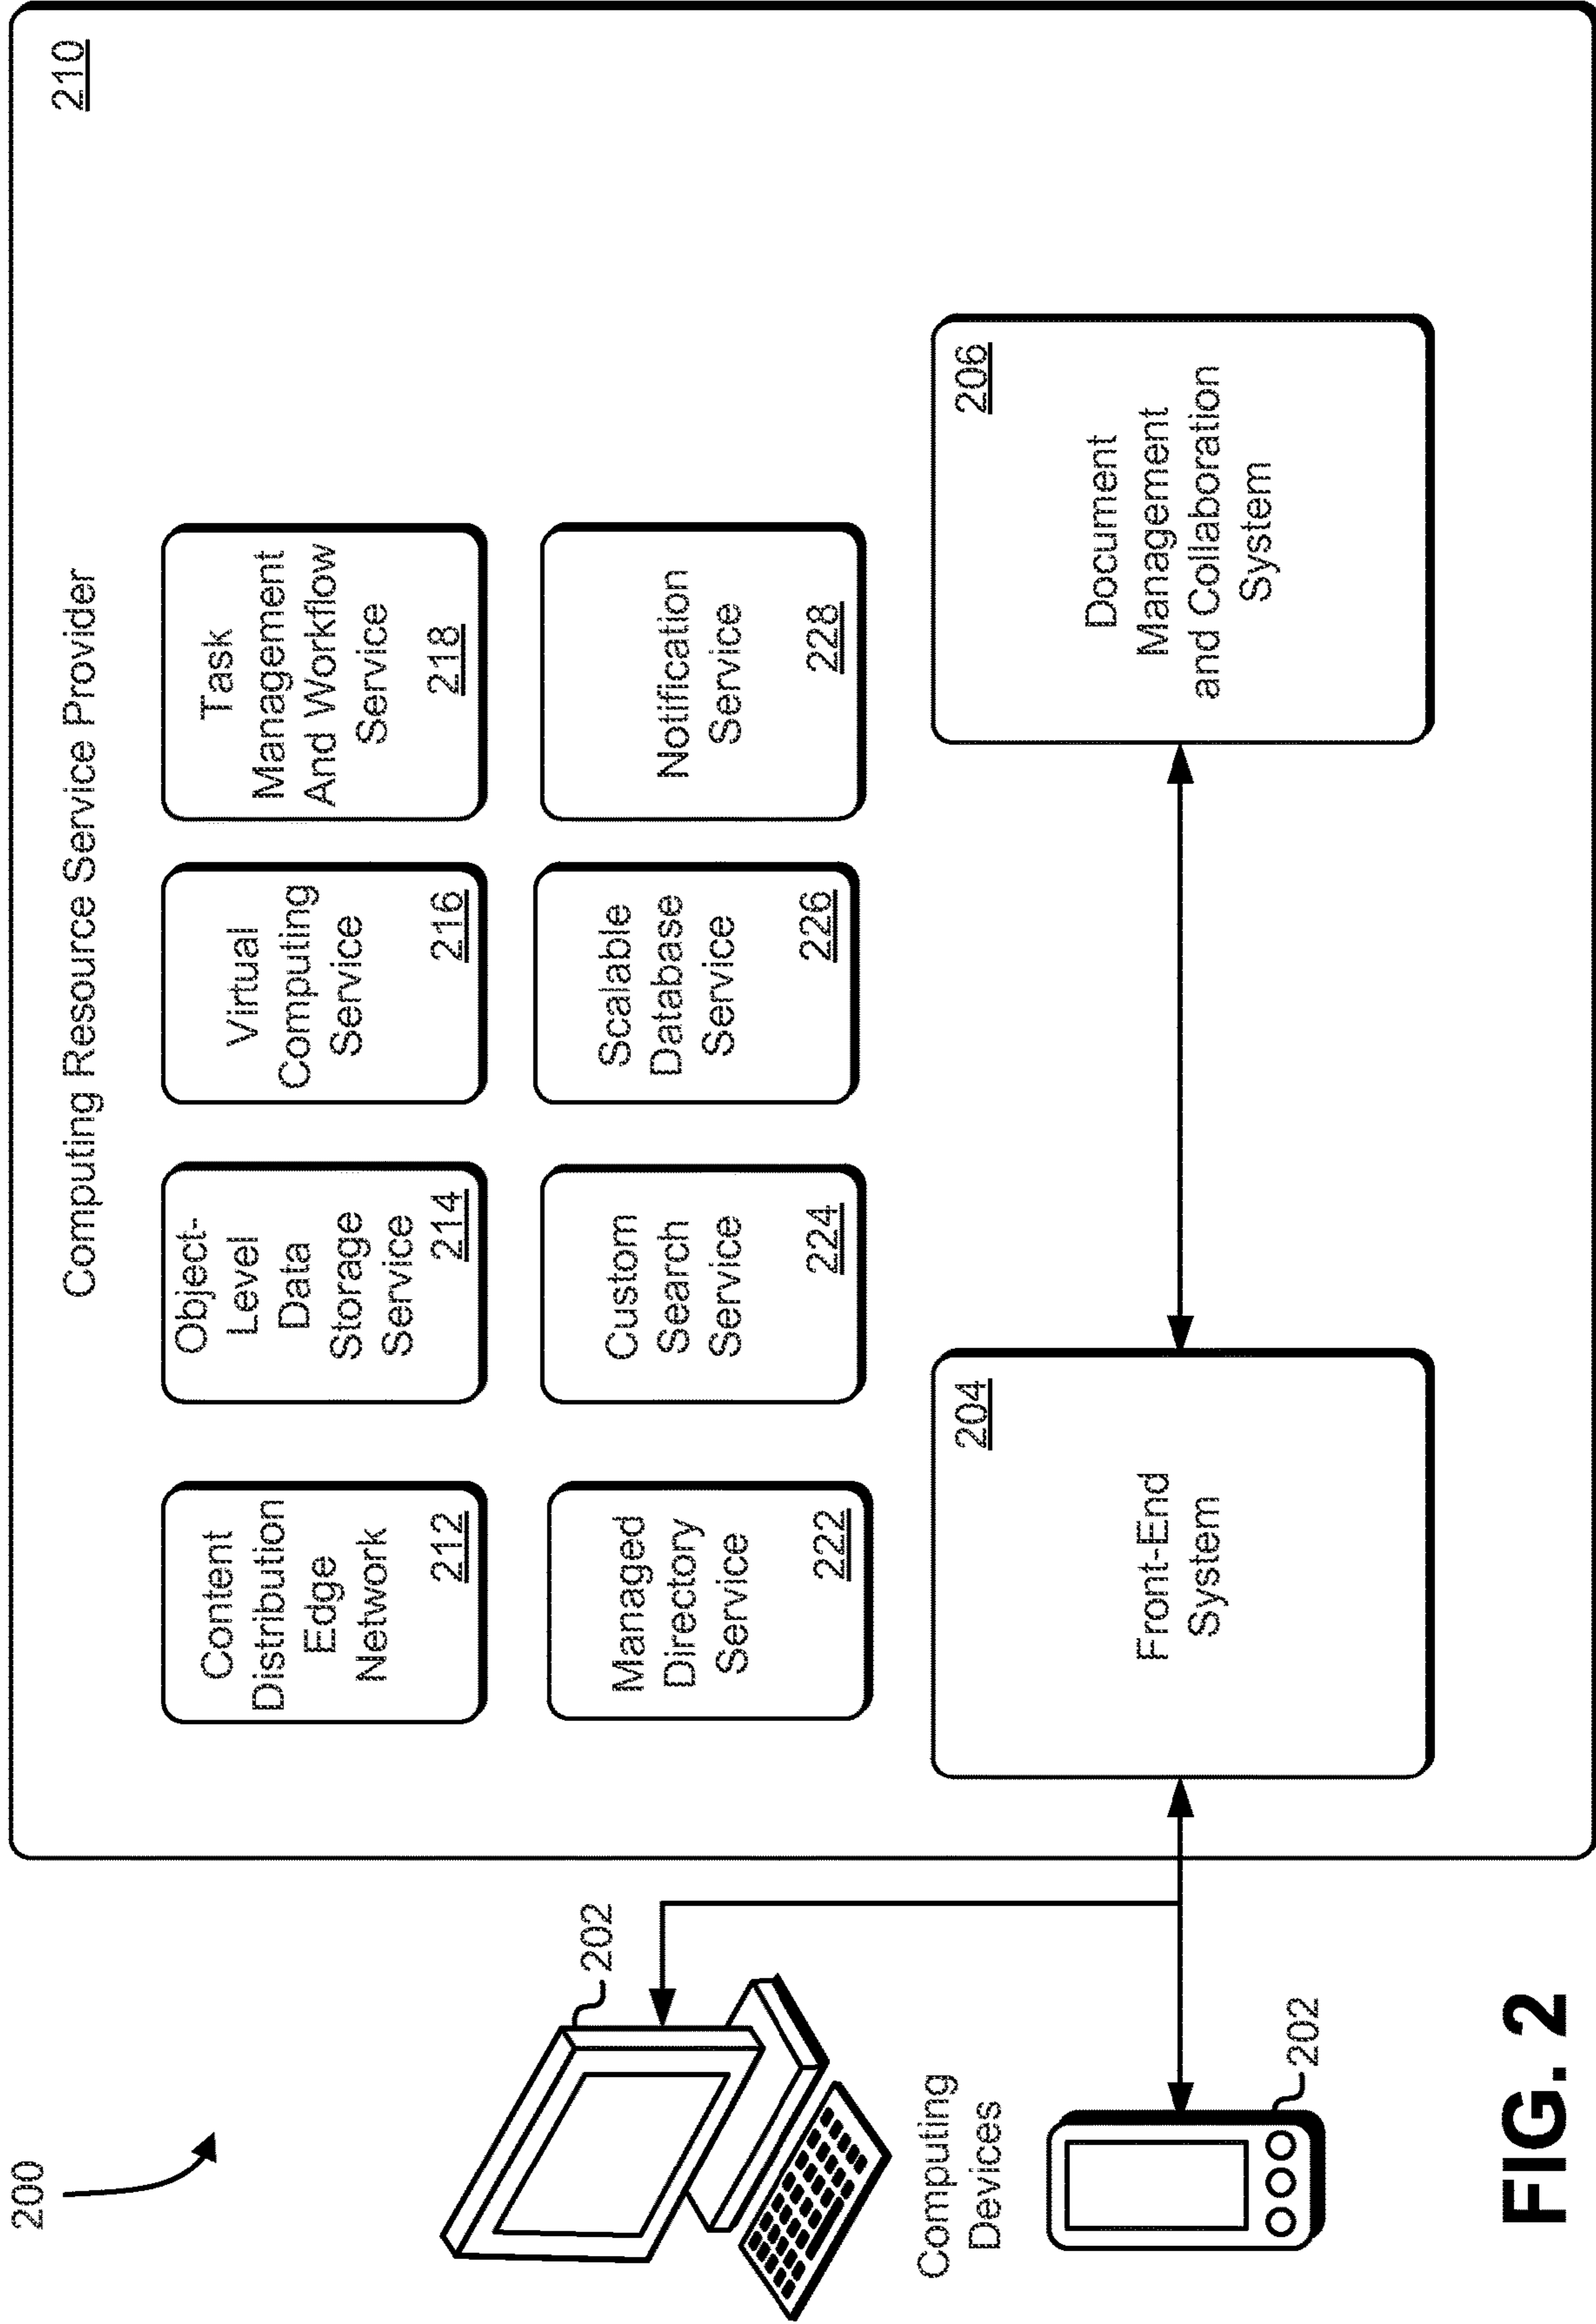 200
Computing Resource Service Provider
210
Content
Distribution
Edge
Network
212
Object-
Level
Data
Storage
Service
214
Virtual
Computing
Service
216
Task
Management
And Workflow
Service
218
Managed
Directory
Service
222
Custom
Search
Service
224
Scalable
Database
Service
226
Notification
Service
228
202
Computing
Devices
202
204
Front-End
System
206
Document
Management
and Collaboration
System
FIG. 2